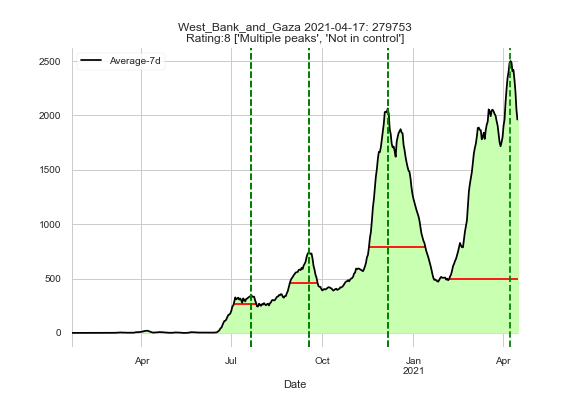 West_Bank_and_Gaza 2021-04-17: 279753
Rating:8 ['Multiple peaks', 'Not in control']
Average-7d
2500
2000
1500
1000
500
0
Apr
Jul
Oct
Jan
2021
Apr
Date